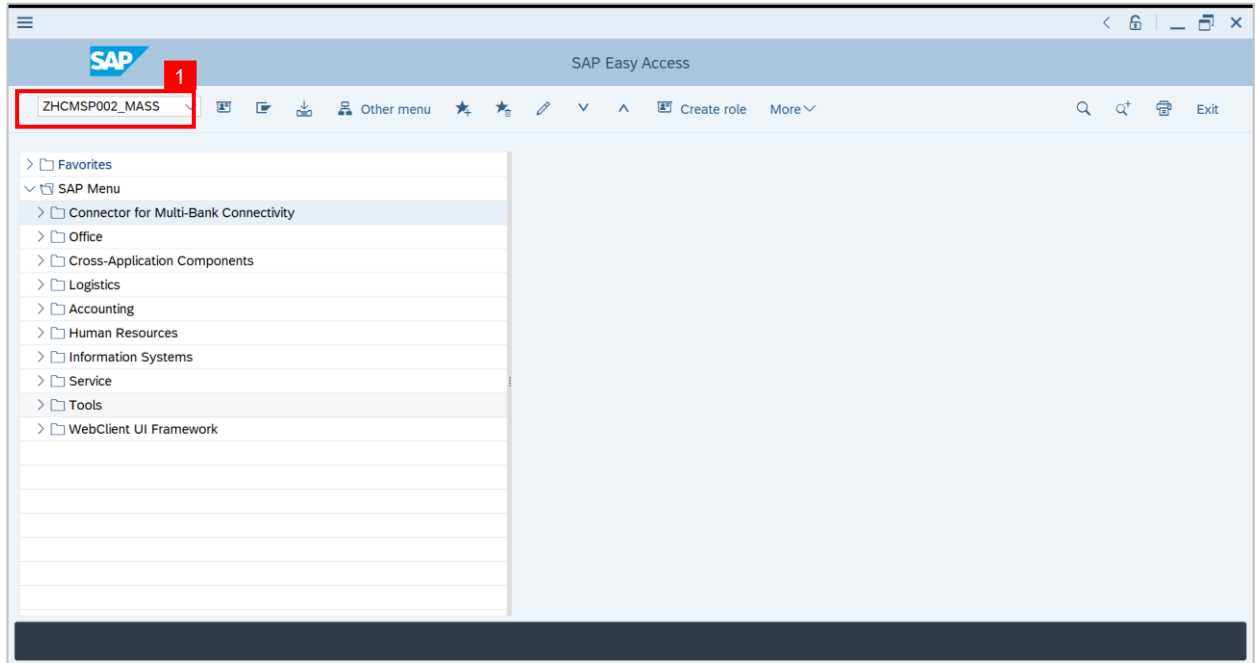 SAP
SAP Easy Access
1
ZHCMSP002_MASS Other menu Create role More Exit
Favorites
SAP Menu
Connector for Multi-Bank Connectivity
Office
Cross-Application Components
Logistics
Accounting
Human Resources
Information Systems
Service
Tools
WebClient UI Framework